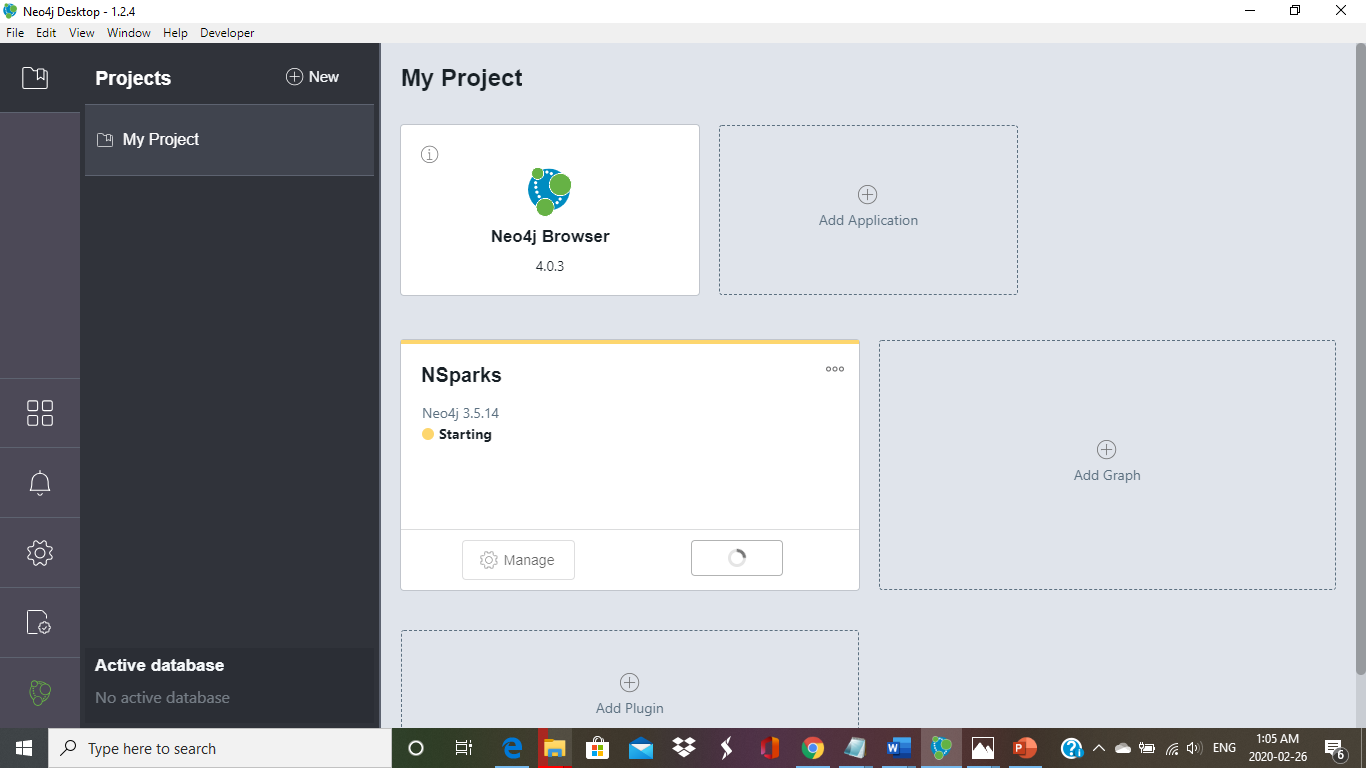 Neo4j Desktop - 1.2.4
File Edit View Window Help Developer
Projects
New
My Project
Active database
No active database
My Project
Neo4j Browser
4.0.3
Add Application
NSparks
Neo4j 3.5.14
Starting
Manage
Add Graph
Add Plugin
Type here to search
ENG
1:05 AM
2020-02-26
6